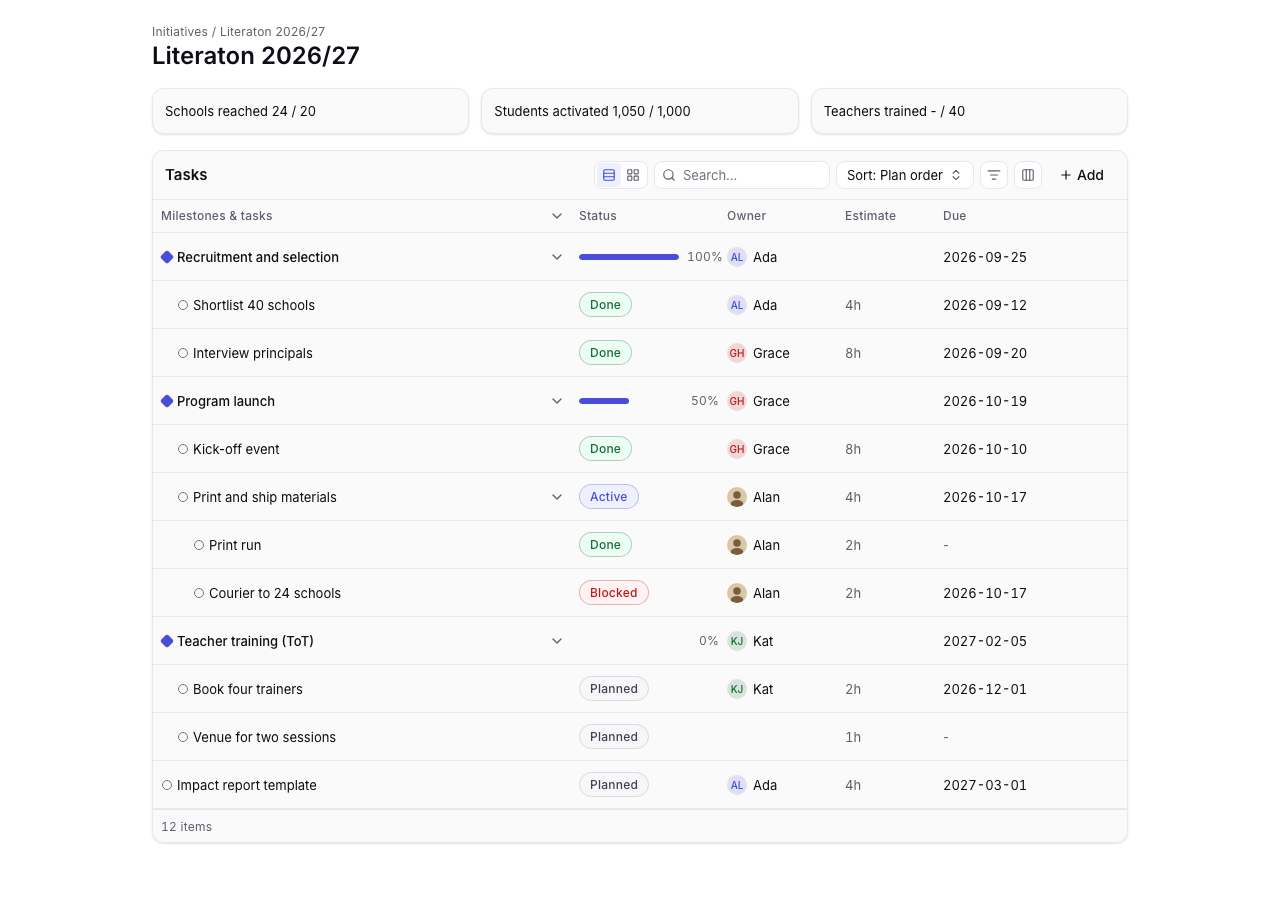 Initiatives / Literaton 2026/27
Literaton 2026/27
Schools reached 24 / 20
Students activated 1,050 / 1,000
Teachers trained - / 40
Tasks
Search...
Sort: Plan order
+ Add
Milestones & tasks Status Owner Estimate Due
Recruitment and selection 100% AL Ada 2026-09-25
Shortlist 40 schools Done AL Ada 4h 2026-09-12
Interview principals Done GH Grace 8h 2026-09-20
Program launch 50% GH Grace 2026-10-19
Kick-off event Done GH Grace 8h 2026-10-10
Print and ship materials Active Alan 4h 2026-10-17
Print run Done Alan 2h -
Courier to 24 schools Blocked Alan 2h 2026-10-17
Teacher training (ToT) 0% KJ Kat 2027-02-05
Book four trainers Planned KJ Kat 2h 2026-12-01
Venue for two sessions Planned 1h -
Impact report template Planned AL Ada 4h 2027-03-01
12 items